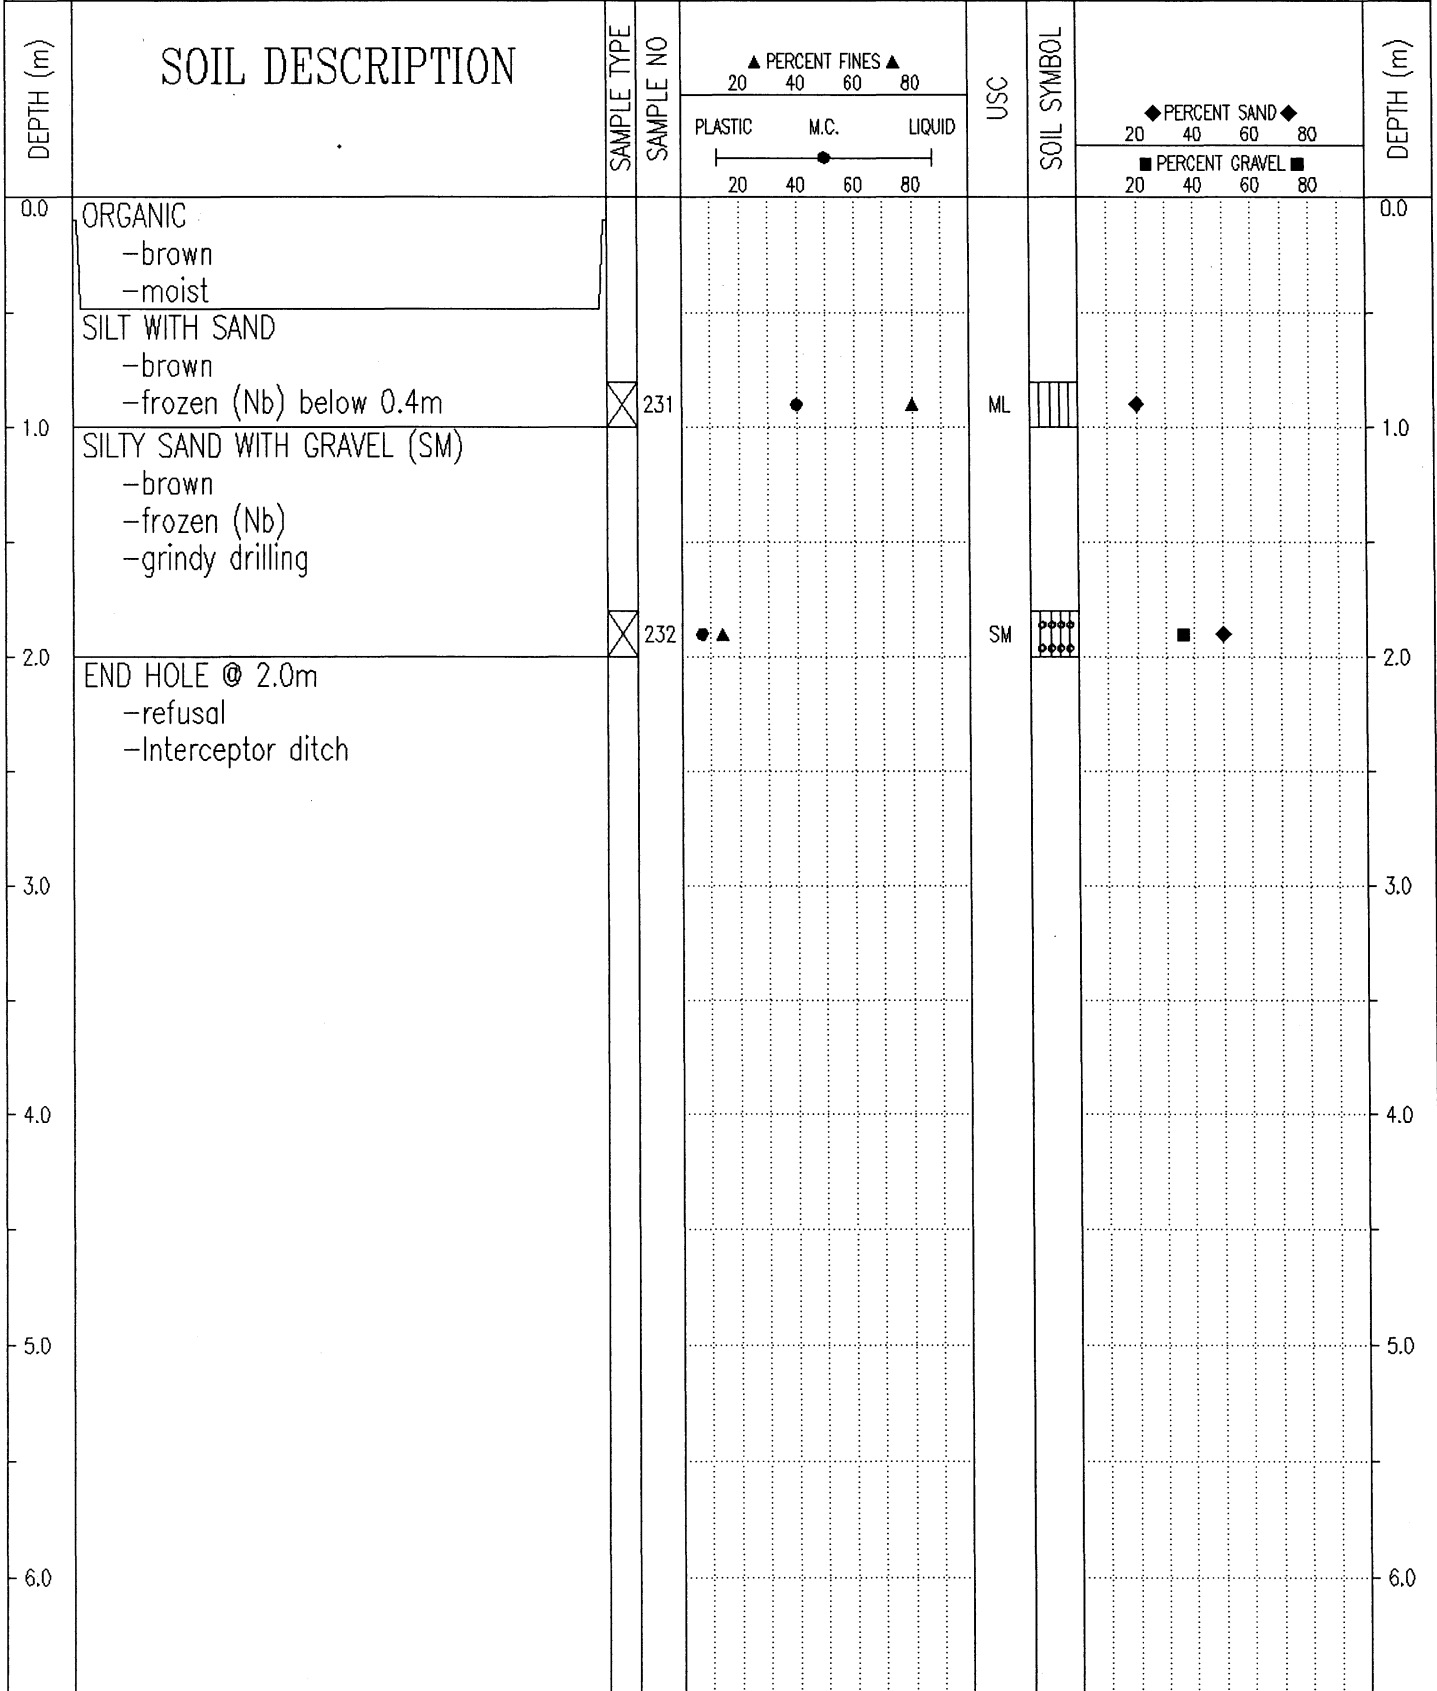 DEPTH (m)
SOIL DESCRIPTION
SAMPLE TYPE
SAMPLE NO
▲ PERCENT FINES ▲
20 40 60 80
PLASTIC M.C. LIQUID
20 40 60 80
USC
SOIL SYMBOL
◆ PERCENT SAND ◆
20 40 60 80
■ PERCENT GRAVEL ■
20 40 60 80
DEPTH (m)
0.0 ORGANIC 0.0
-brown
-moist
SILT WITH SAND
-brown
-frozen (Nb) below 0.4m 231 ML
1.0 1.0
SILTY SAND WITH GRAVEL (SM)
-brown
-frozen (Nb)
-grindy drilling
232 SM
2.0 2.0
END HOLE @ 2.0m
-refusal
-Interceptor ditch
3.0 3.0
4.0 4.0
5.0 5.0
6.0 6.0